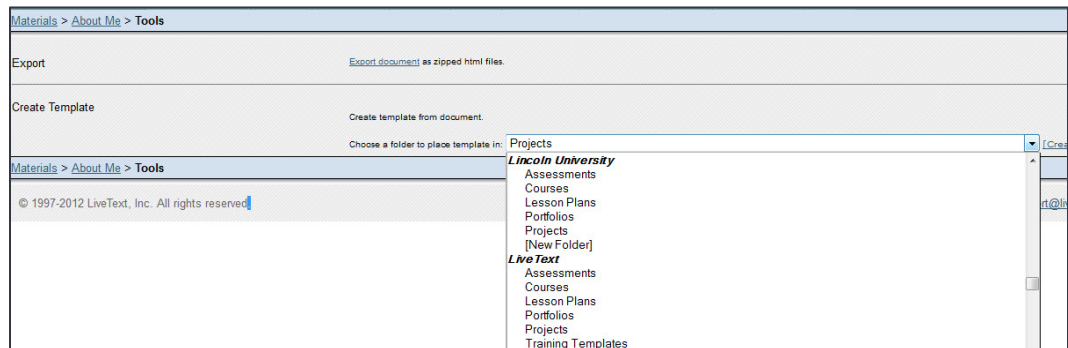 Materials > About Me > Tools
Export
Export document as zipped html files.
Create Template
Create template from document.
Choose a folder to place template in: Projects
Materials > About Me > Tools
© 1997-2012 LiveText, Inc. All rights reserved
Lincoln University
Assessments
Courses
Lesson Plans
Portfolios
Projects
[New Folder]
LiveText
Assessments
Courses
Lesson Plans
Portfolios
Projects
Training Templates